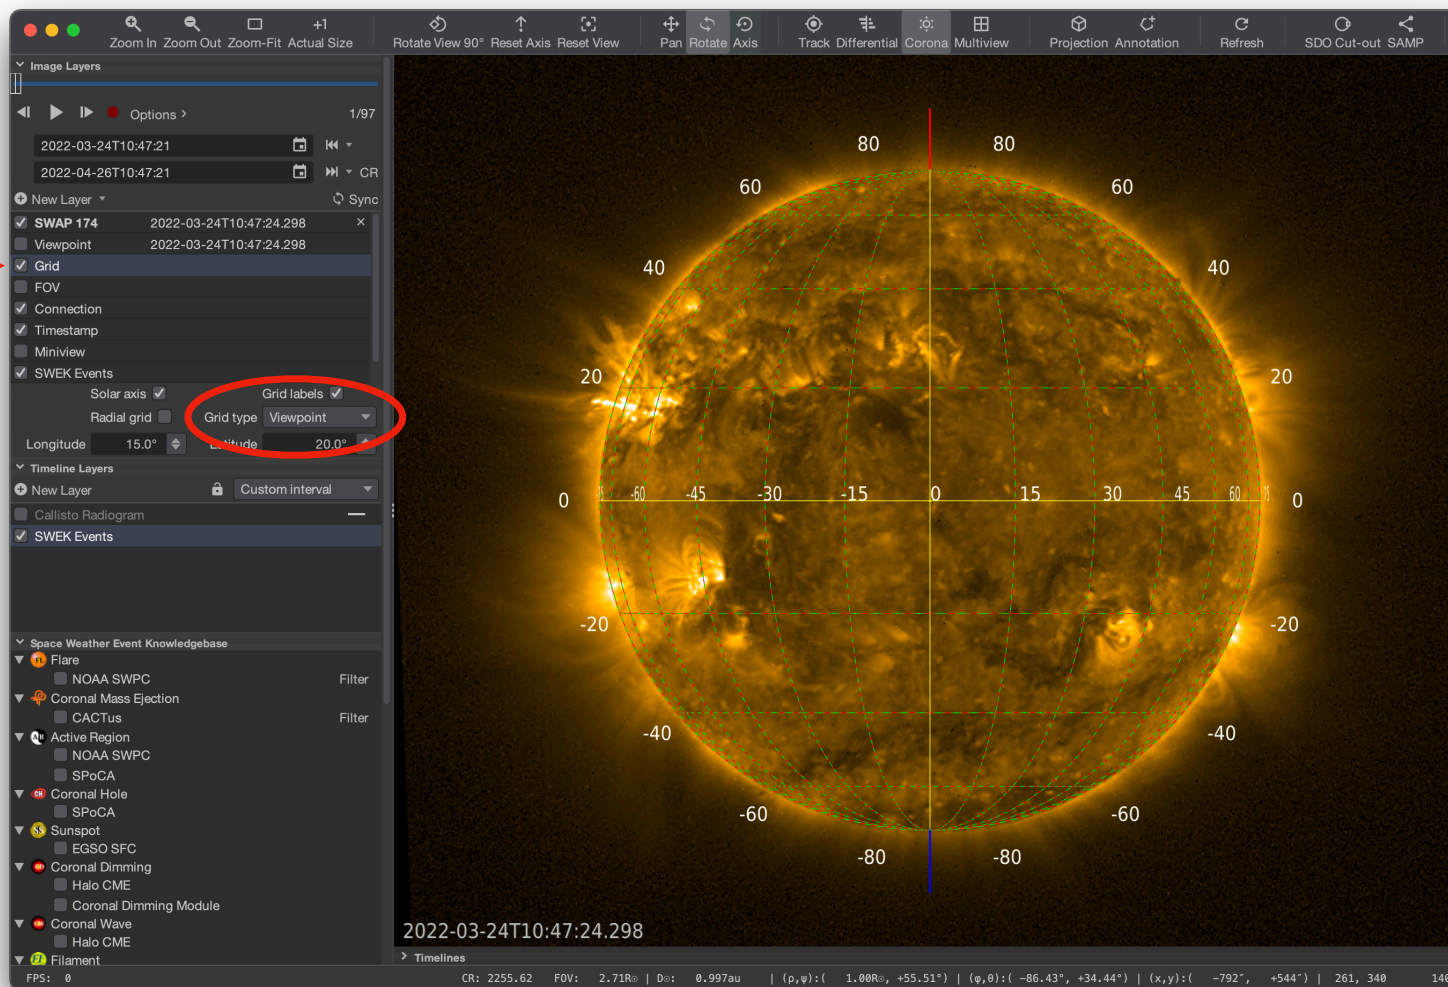 Zoom In Zoom Out Zoom-Fit Actual Size Rotate View 90° Reset Axis Reset View Pan Rotate Axis Track Differential Corona Multiview Projection Annotation Refresh SDO Cut-out SAMP
+1
Image Layers
Options > 1/97
2022-03-24T10:47:21
2022-04-26T10:47:21 CR
New Layer Sync
SWAP 174 2022-03-24T10:47:24.298 ×
Viewpoint 2022-03-24T10:47:24.298
Grid
FOV
Connection
Timestamp
Miniview
SWEK Events
Solar axis Grid labels
Radial grid Grid type Viewpoint
Longitude 15.0° Latitude 20.0°
Timeline Layers
New Layer Custom interval
Callisto Radiogram
SWEK Events
Space Weather Event Knowledgebase
FL Flare
NOAA SWPC Filter
Coronal Mass Ejection
CACTus Filter
AR Active Region
NOAA SWPC
SPoCA
CH Coronal Hole
SPoCA
SS Sunspot
EGSO SFC
Coronal Dimming
Halo CME
Coronal Dimming Module
Coronal Wave
Halo CME
Filament
80 80
60 60
40 40
20 20
0 -60 -45 -30 -15 0 15 30 45 60 0
-20 -20
-40 -40
-60 -60
-80 -80
2022-03-24T10:47:24.298
Timelines
FPS: 0 CR: 2255.62 FOV: 2.71R☉ | D☉: 0.997au | (ρ,ψ):( 1.00R☉, +55.51°) | (φ,θ):( -86.43°, +34.44°) | (x,y):( -792″, +544″) | 261, 340